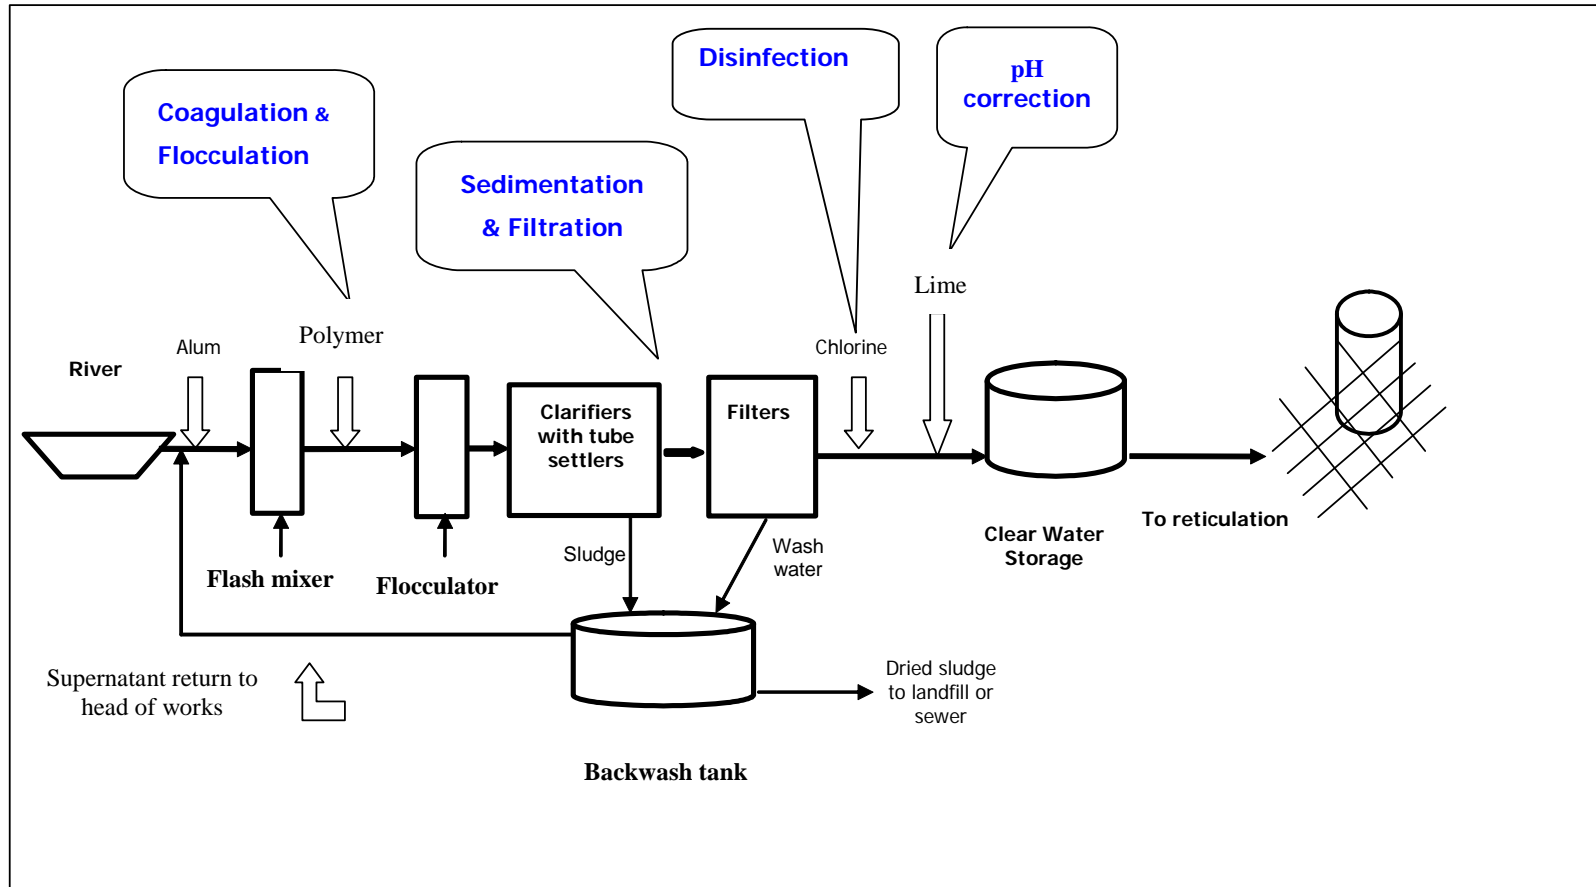 Coagulation &
Flocculation
Sedimentation
& Filtration
Disinfection
pH
correction
River
Alum
Polymer
Chlorine
Lime
Clarifiers
with tube
settlers
Filters
Flash mixer
Flocculator
Sludge
Wash
water
Clear Water
Storage
To reticulation
Supernatant return to
head of works
Dried sludge
to landfill or
sewer
Backwash tank